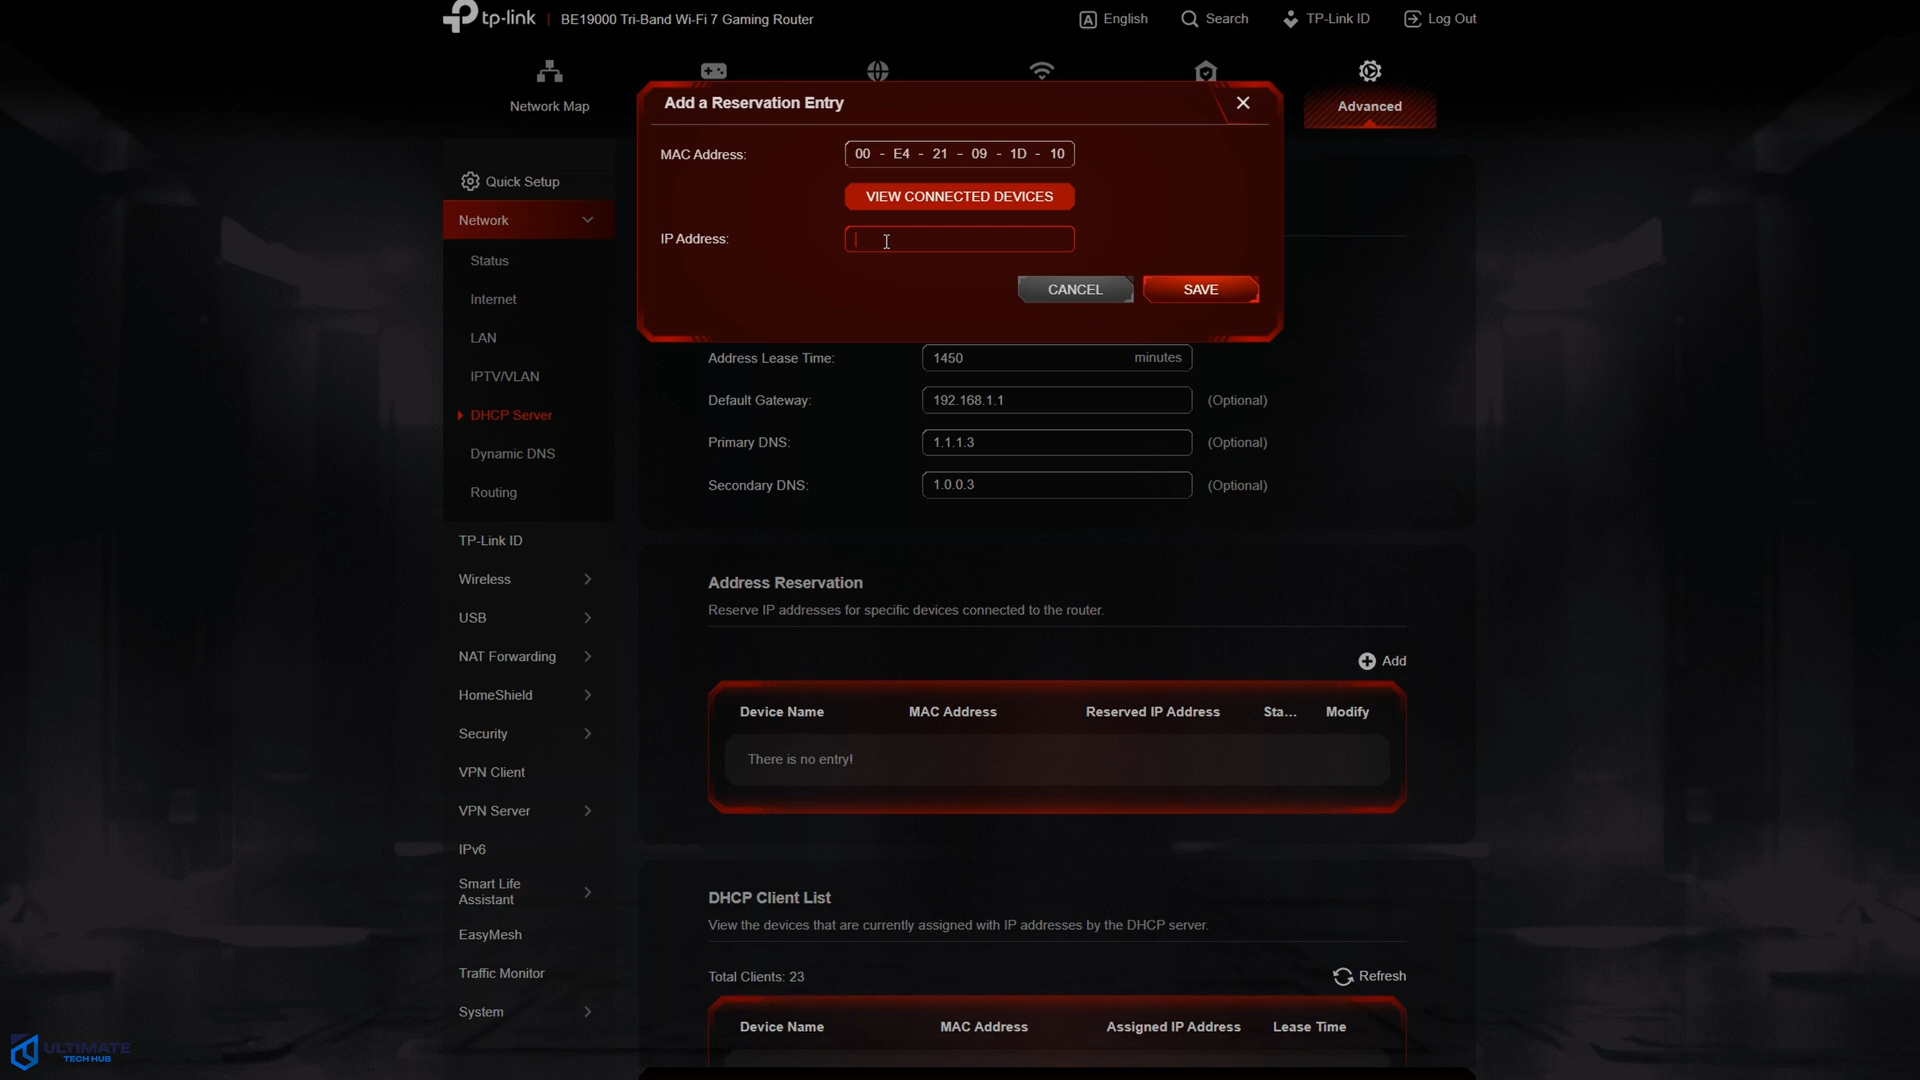 tp-link | BE19000 Tri-Band Wi-Fi 7 Gaming Router
English
Search
TP-Link ID
Log Out
Network Map
Advanced
Add a Reservation Entry
MAC Address:
00 - E4 - 21 - 09 - 1D - 10
VIEW CONNECTED DEVICES
IP Address:
CANCEL
SAVE
Quick Setup
Network
Status
Internet
LAN
IPTV/VLAN
DHCP Server
Dynamic DNS
Routing
TP-Link ID
Wireless
USB
NAT Forwarding
HomeShield
Security
VPN Client
VPN Server
IPv6
Smart Life
Assistant
EasyMesh
Traffic Monitor
System
Address Lease Time:
1450 minutes
Default Gateway:
192.168.1.1 (Optional)
Primary DNS:
1.1.1.3 (Optional)
Secondary DNS:
1.0.0.3 (Optional)
Address Reservation
Reserve IP addresses for specific devices connected to the router.
Add
Device Name MAC Address Reserved IP Address Sta... Modify
There is no entry!
DHCP Client List
View the devices that are currently assigned with IP addresses by the DHCP server.
Total Clients: 23
Refresh
Device Name MAC Address Assigned IP Address Lease Time
ULTIMATE
TECH HUB